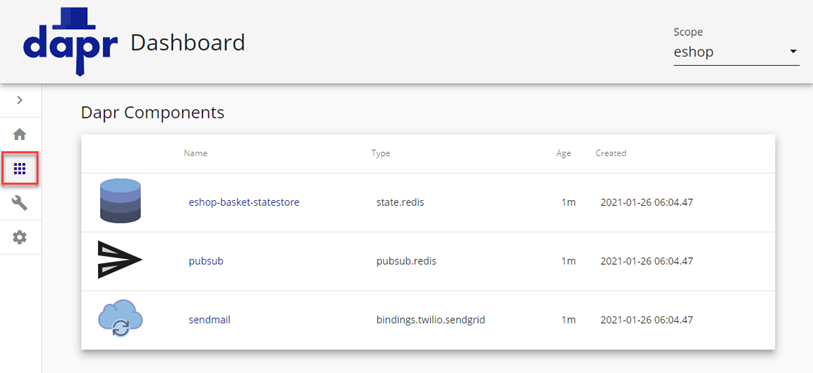 dapr Dashboard
Scope
eshop
Dapr Components
Name Type Age Created
eshop-basket-statestore state.redis 1m 2021-01-26 06:04.47
pubsub pubsub.redis 1m 2021-01-26 06:04.47
sendmail bindings.twilio.sendgrid 1m 2021-01-26 06:04.47